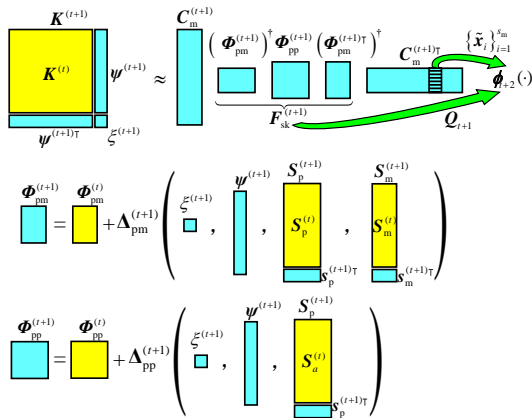 K^(t+1)
K^(t)
ψ^(t+1)
ψ^(t+1)⊺
ξ^(t+1)
≈
C_m^(t+1)
(Φ_pm^(t+1))^† Φ_pp^(t+1) (Φ_pm^(t+1)⊺)^†
F_sk^(t+1)
C_m^(t+1)⊺
{x̃_i}_{i=1}^{s_m}
ϕ_{t+2}(·)
Q_{t+1}
Φ_pm^(t+1) = Φ_pm^(t) + Δ_pm^(t+1) ( ξ^(t+1) , ψ^(t+1) , S_p^(t+1) , S_m^(t+1) )
S_p^(t)
S_m^(t)
s_p^(t+1)⊺
s_m^(t+1)⊺
Φ_pp^(t+1) = Φ_pp^(t) + Δ_pp^(t+1) ( ξ^(t+1) , ψ^(t+1) , S_p^(t+1) )
S_a^(t)
s_p^(t+1)⊺